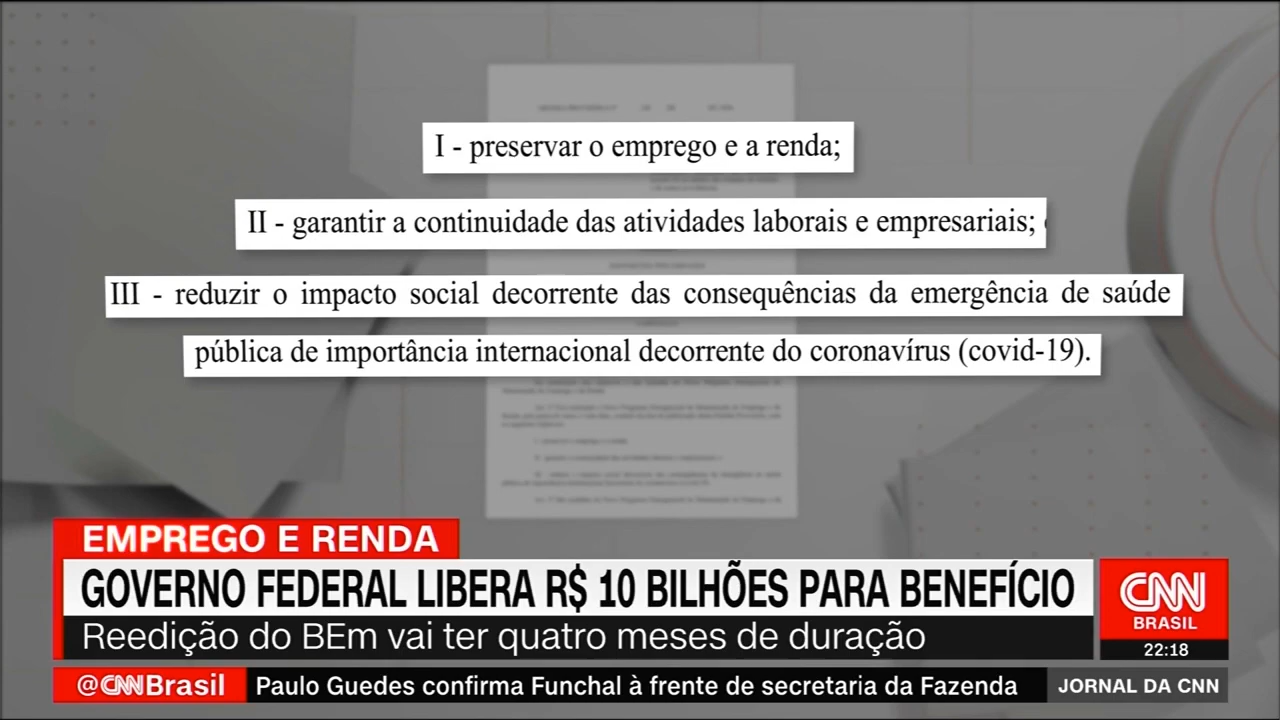 I - preservar o emprego e a renda;
II - garantir a continuidade das atividades laborais e empresariais;
III - reduzir o impacto social decorrente das consequências da emergência de saúde
pública de importância internacional decorrente do coronavírus (covid-19).
EMPREGO E RENDA
GOVERNO FEDERAL LIBERA R$ 10 BILHÕES PARA BENEFÍCIO
Reedição do BEm vai ter quatro meses de duração
CNN
BRASIL
22:18
@CNNBrasil
Paulo Guedes confirma Funchal à frente de secretaria da Fazenda
JORNAL DA CNN